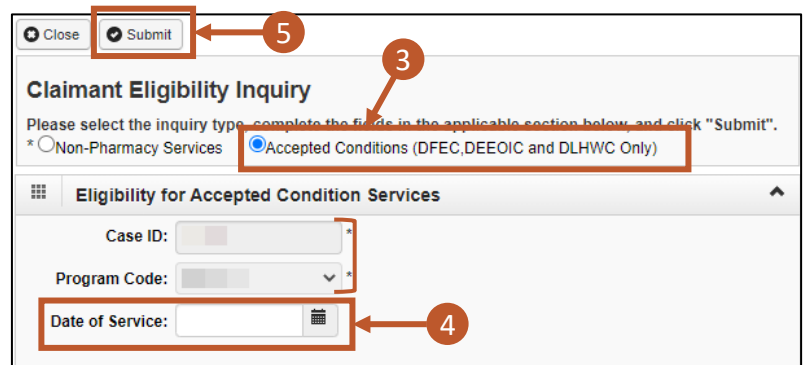 Close Submit 5
3
Claimant Eligibility Inquiry
Please select the inquiry type, complete the fields in the applicable section below, and click "Submit".
* Non-Pharmacy Services Accepted Conditions (DFEC,DEEOIC and DLHWC Only)
Eligibility for Accepted Condition Services
Case ID: *
Program Code: *
Date of Service: 4